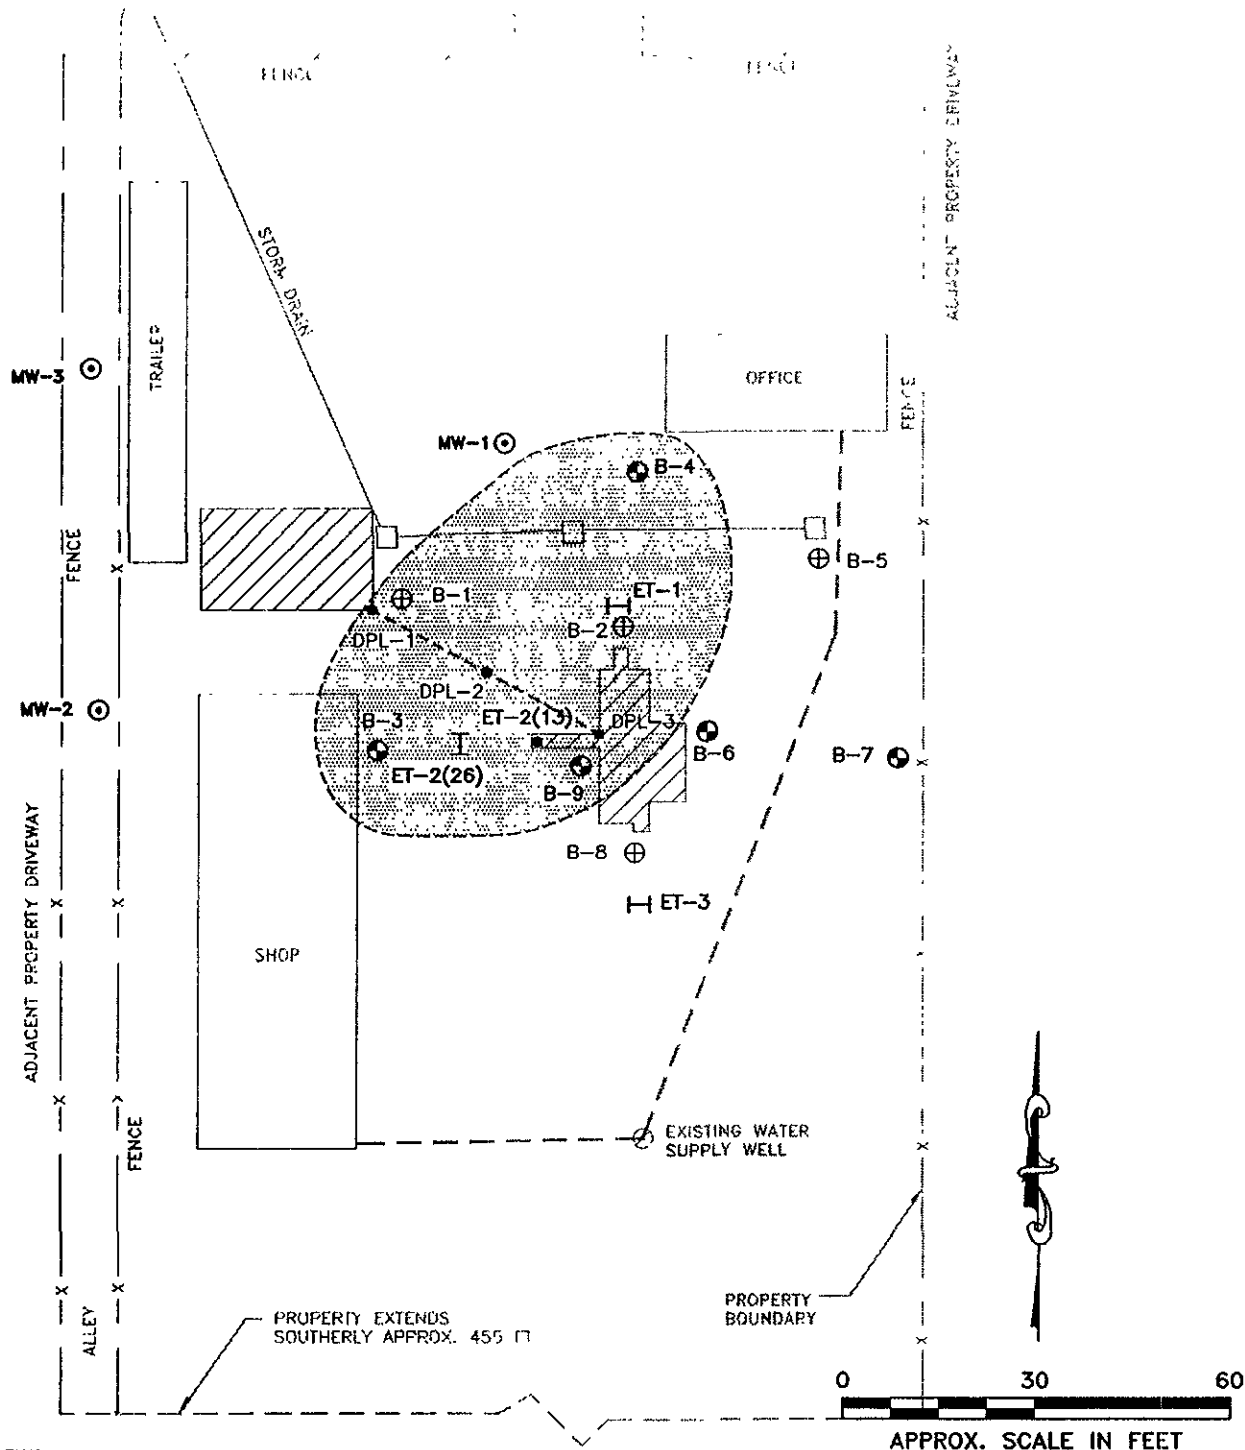 FENCE
FENCE
ADJACENT PROPERTY DRIVEWAY
STORM DRAIN
TRAILER
MW-3
OFFICE
FENCE
MW-1
B-4
FENCE
B-5
B-1
ET-1
B-2
DPL-1
DPL-2
MW-2
B-3
ET-2(13)
DPL-3
B-6
B-7
ET-2(26)
B-9
B-8
ET-3
ADJACENT PROPERTY DRIVEWAY
SHOP
FENCE
EXISTING WATER
SUPPLY WELL
PROPERTY
BOUNDARY
PROPERTY EXTENDS
SOUTHERLY APPROX. 455
ALLEY
0 30 60
APPROX. SCALE IN FEET